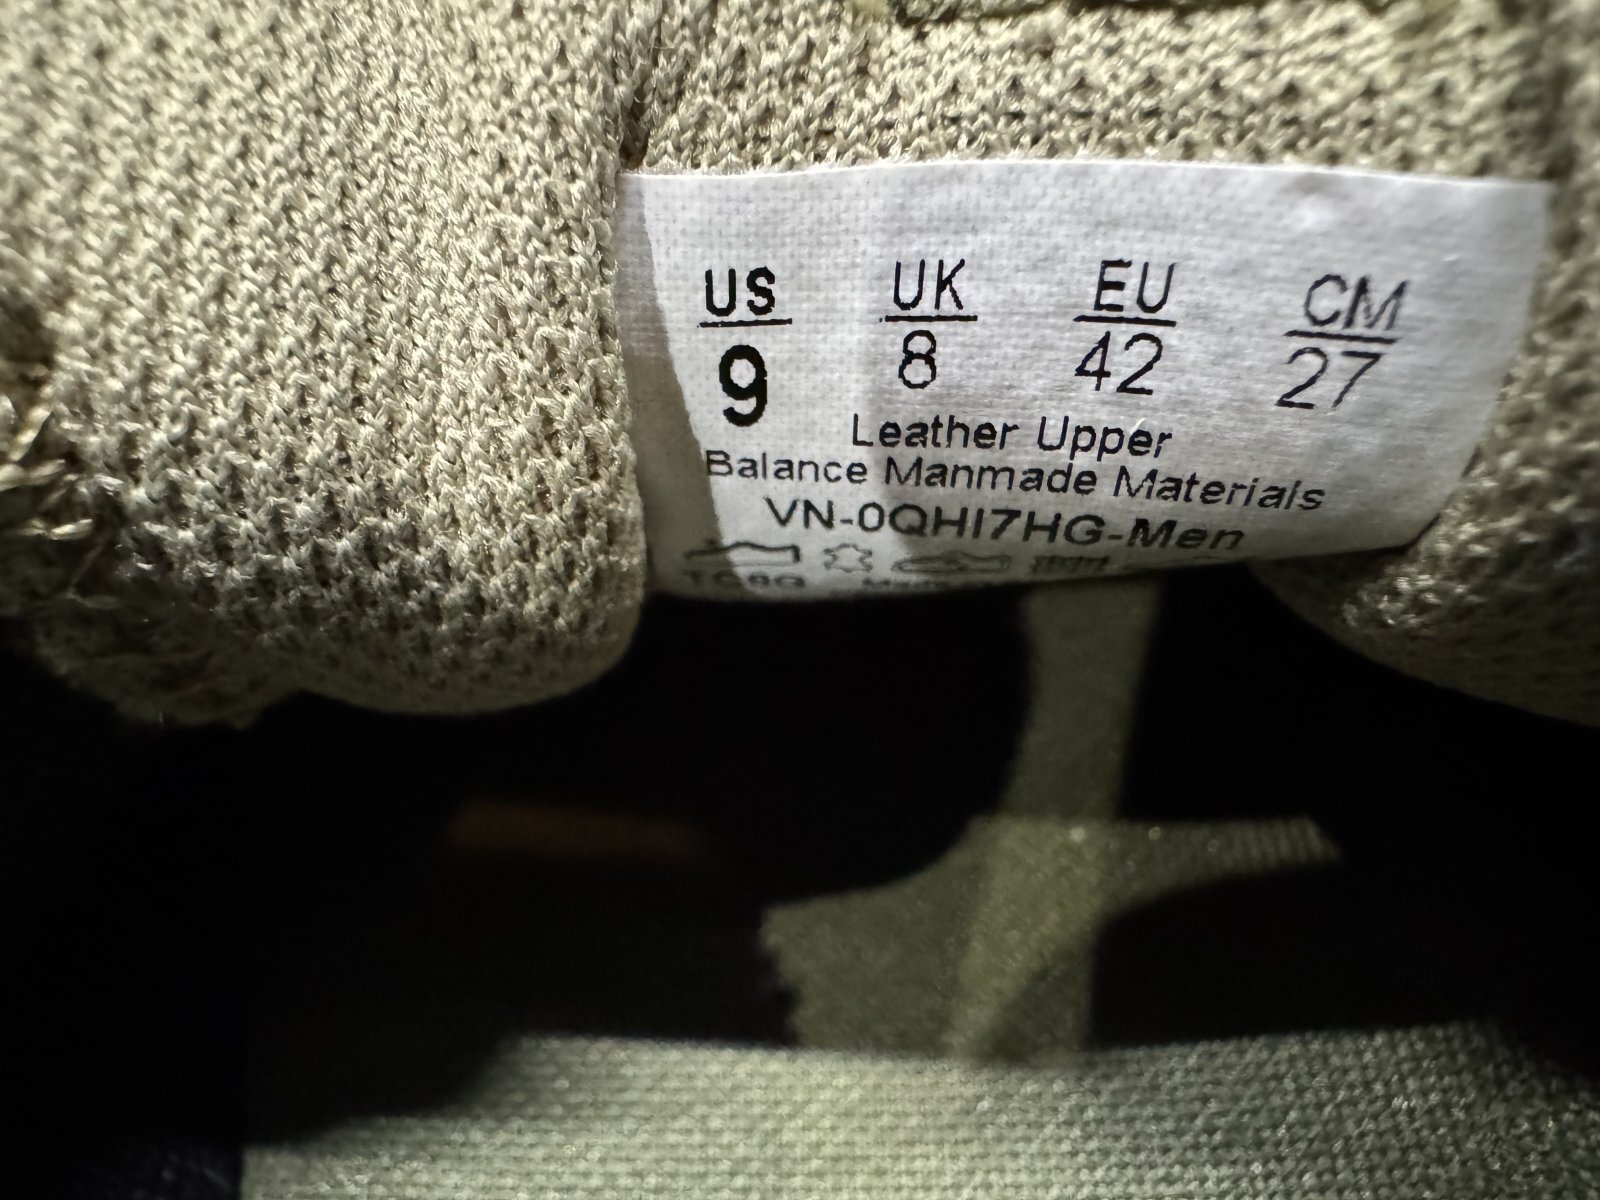 US UK EU CM
9 8 42 27
Leather Upper
Balance Manmade Materials
VN-0QHI7HG-Men